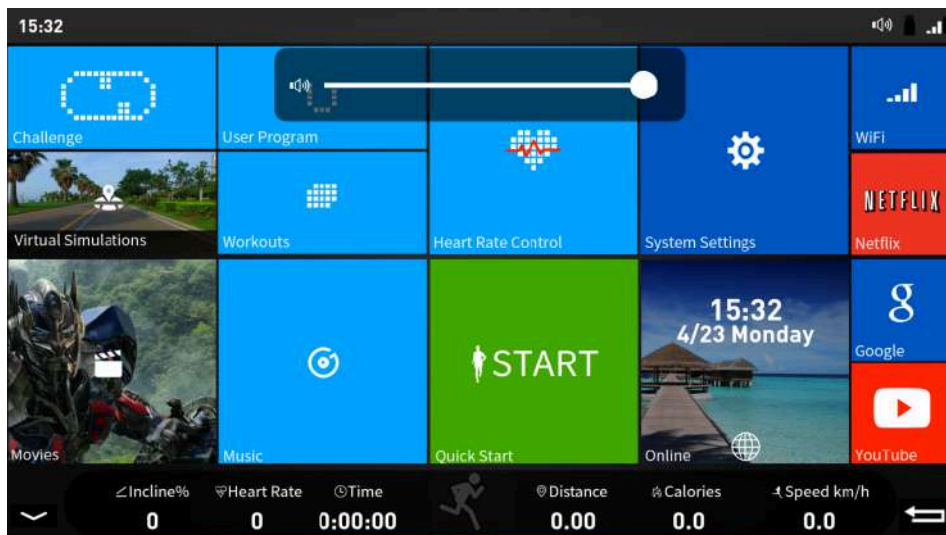 15:32
Challenge
User Program
WiFi
NETFLIX
Virtual Simulations
Workouts
Heart Rate Control
System Settings
Netflix
15:32
4/23 Monday
g
Google
START
Movies
Music
Quick Start
Online
YouTube
Incline%
Heart Rate
Time
Distance
Calories
Speed km/h
0
0
0:00:00
0.00
0.0
0.0